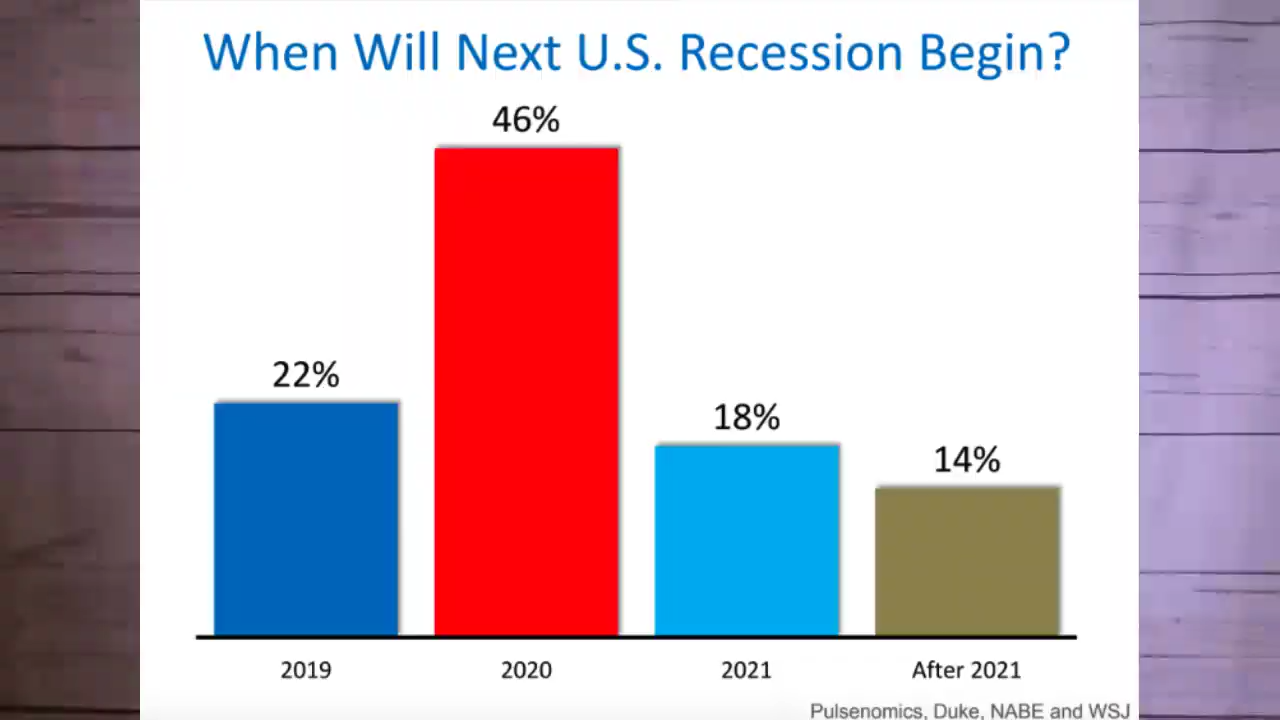 When Will Next U.S. Recession Begin?
46%
22%
18%
14%
2019 2020 2021 After 2021
Pulsenomics, Duke, NABE and WSJ